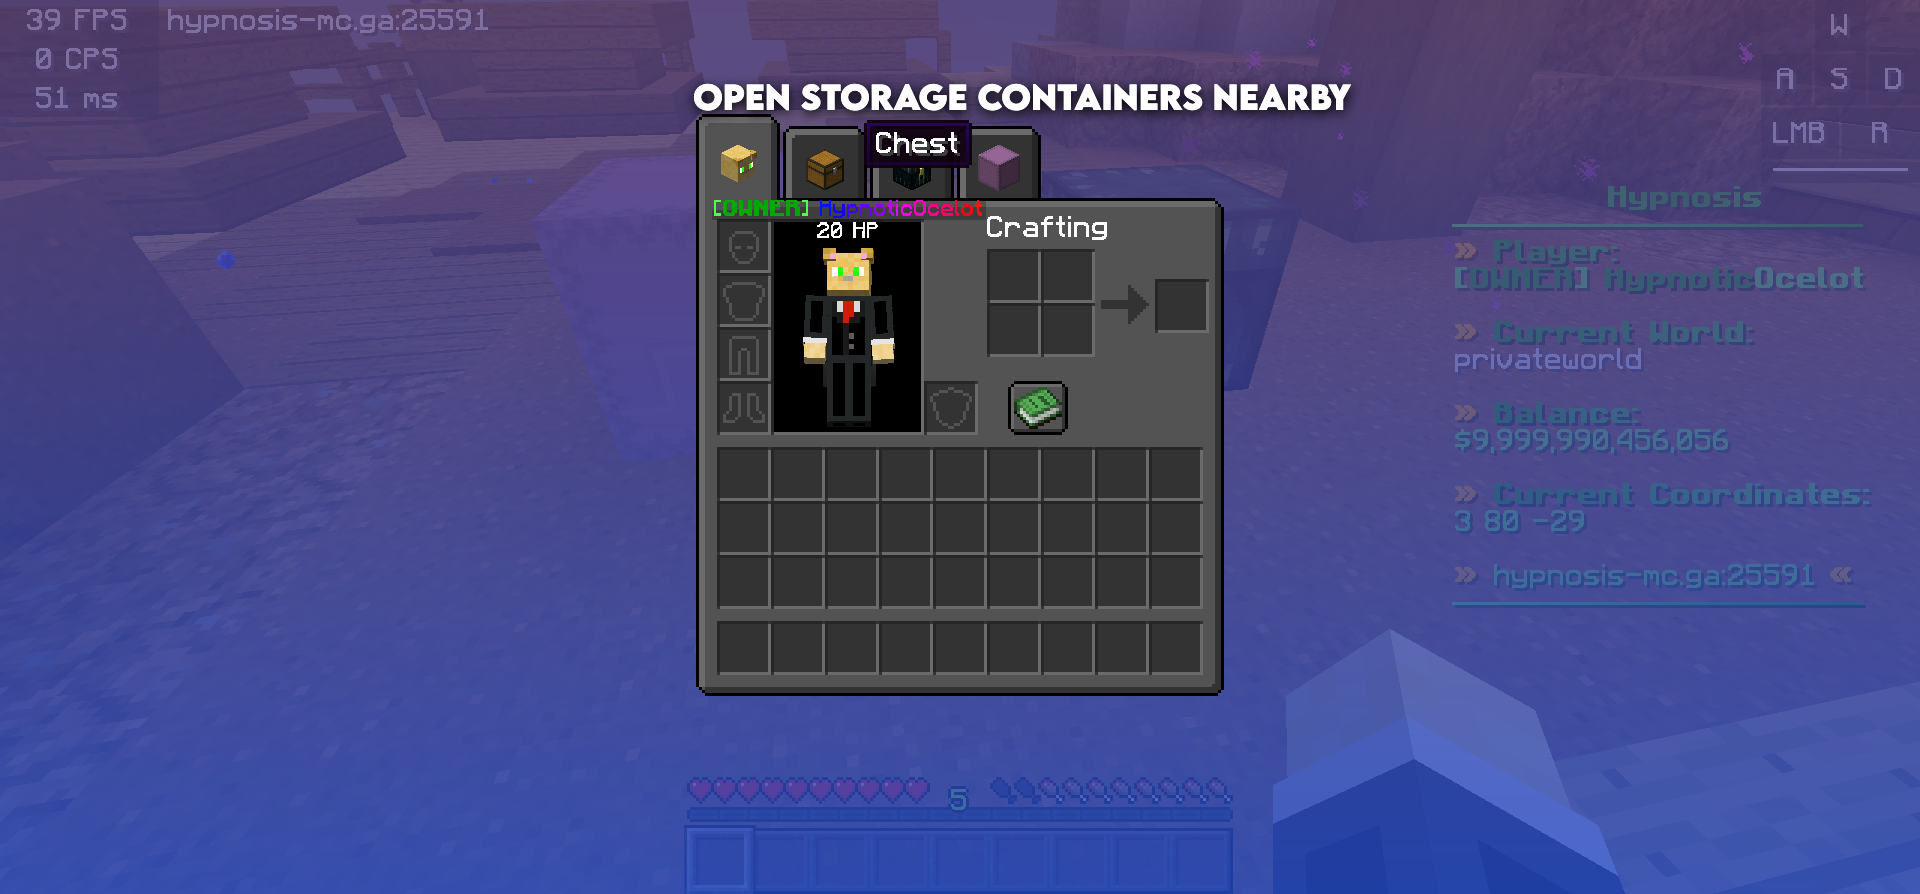 39 FPS
hypnosis-mc.ga:25591
0 CPS
51 ms
W
A S D
LMB R
OPEN STORAGE CONTAINERS NEARBY
Chest
[OWNER] HypnoticOcelot
20 HP
Crafting
Hypnosis
» Player:
[OWNER] HypnoticOcelot
» Current World:
privateworld
» Balance:
$9,999,990,456,056
» Current Coordinates:
3 80 -29
» hypnosis-mc.ga:25591 «
5